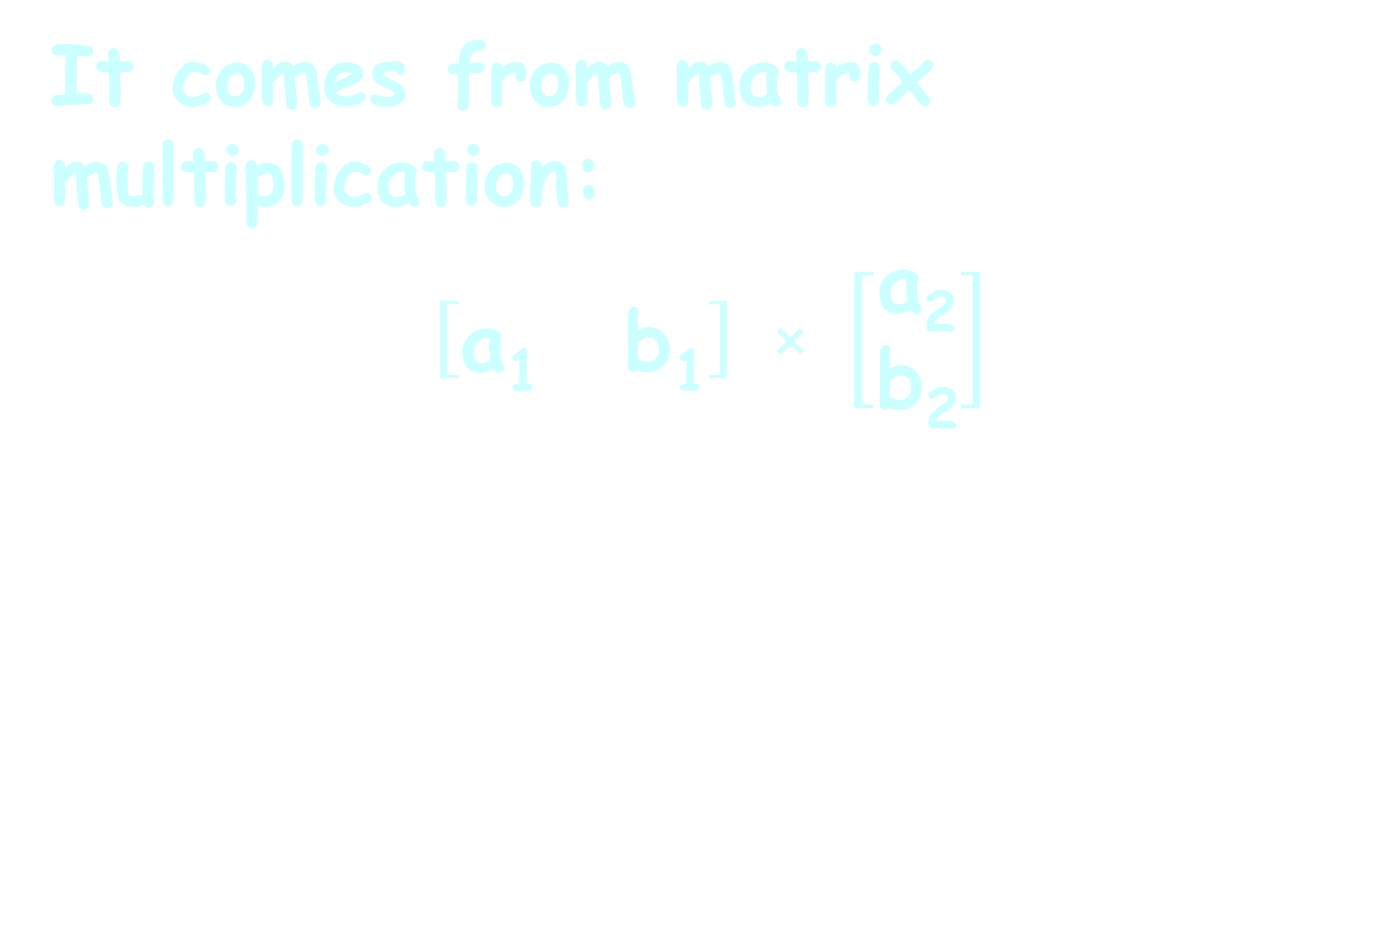 It comes from matrix
multiplication:
[a₁ b₁] × [a₂
b₂]